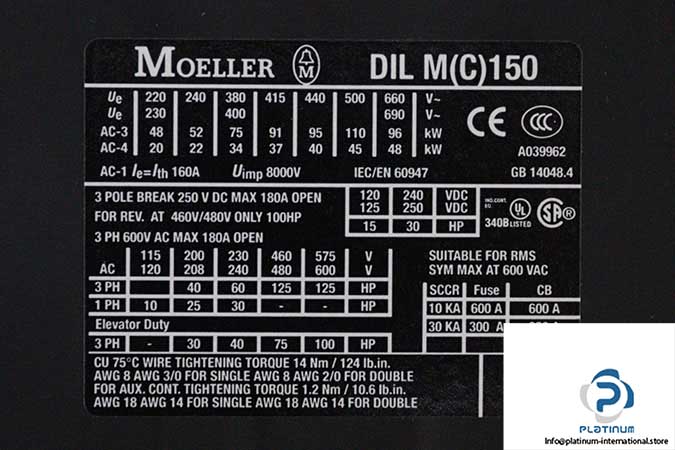 MOELLER M DIL M(C)150
Ue 220 240 380 415 440 500 660 V~
Ue 230 400 690 V~
AC-3 48 52 75 91 95 110 96 kW
AC-4 20 22 34 37 40 45 48 kW
CE CCC
A039962
AC-1 Ie=Ith 160A Uimp 8000V IEC/EN 60947 GB 14048.4
3 POLE BREAK 250 V DC MAX 180A OPEN
FOR REV. AT 460V/480V ONLY 100HP
120 240 VDC
125 250 VDC
15 30 HP
IND.CONT. EQ.
340B UL LISTED SA
3 PH 600V AC MAX 180A OPEN
115 200 230 460 575 V
AC 120 208 240 480 600 V
3 PH 40 60 125 125 HP
1 PH 10 25 30 - - HP
Elevator Duty
3 PH - 30 40 75 100 HP
SUITABLE FOR RMS
SYM MAX AT 600 VAC
SCCR Fuse CB
10 KA 600 A 600 A
30 KA 300 A
CU 75°C WIRE TIGHTENING TORQUE 14 Nm / 124 lb.in.
AWG 8 AWG 3/0 FOR SINGLE AWG 8 AWG 2/0 FOR DOUBLE
FOR AUX. CONT. TIGHTENING TORQUE 1.2 Nm / 10.6 lb.in.
AWG 18 AWG 14 FOR SINGLE AWG 18 AWG 14 FOR DOUBLE
PLATINUM
Info@platinum-international.store